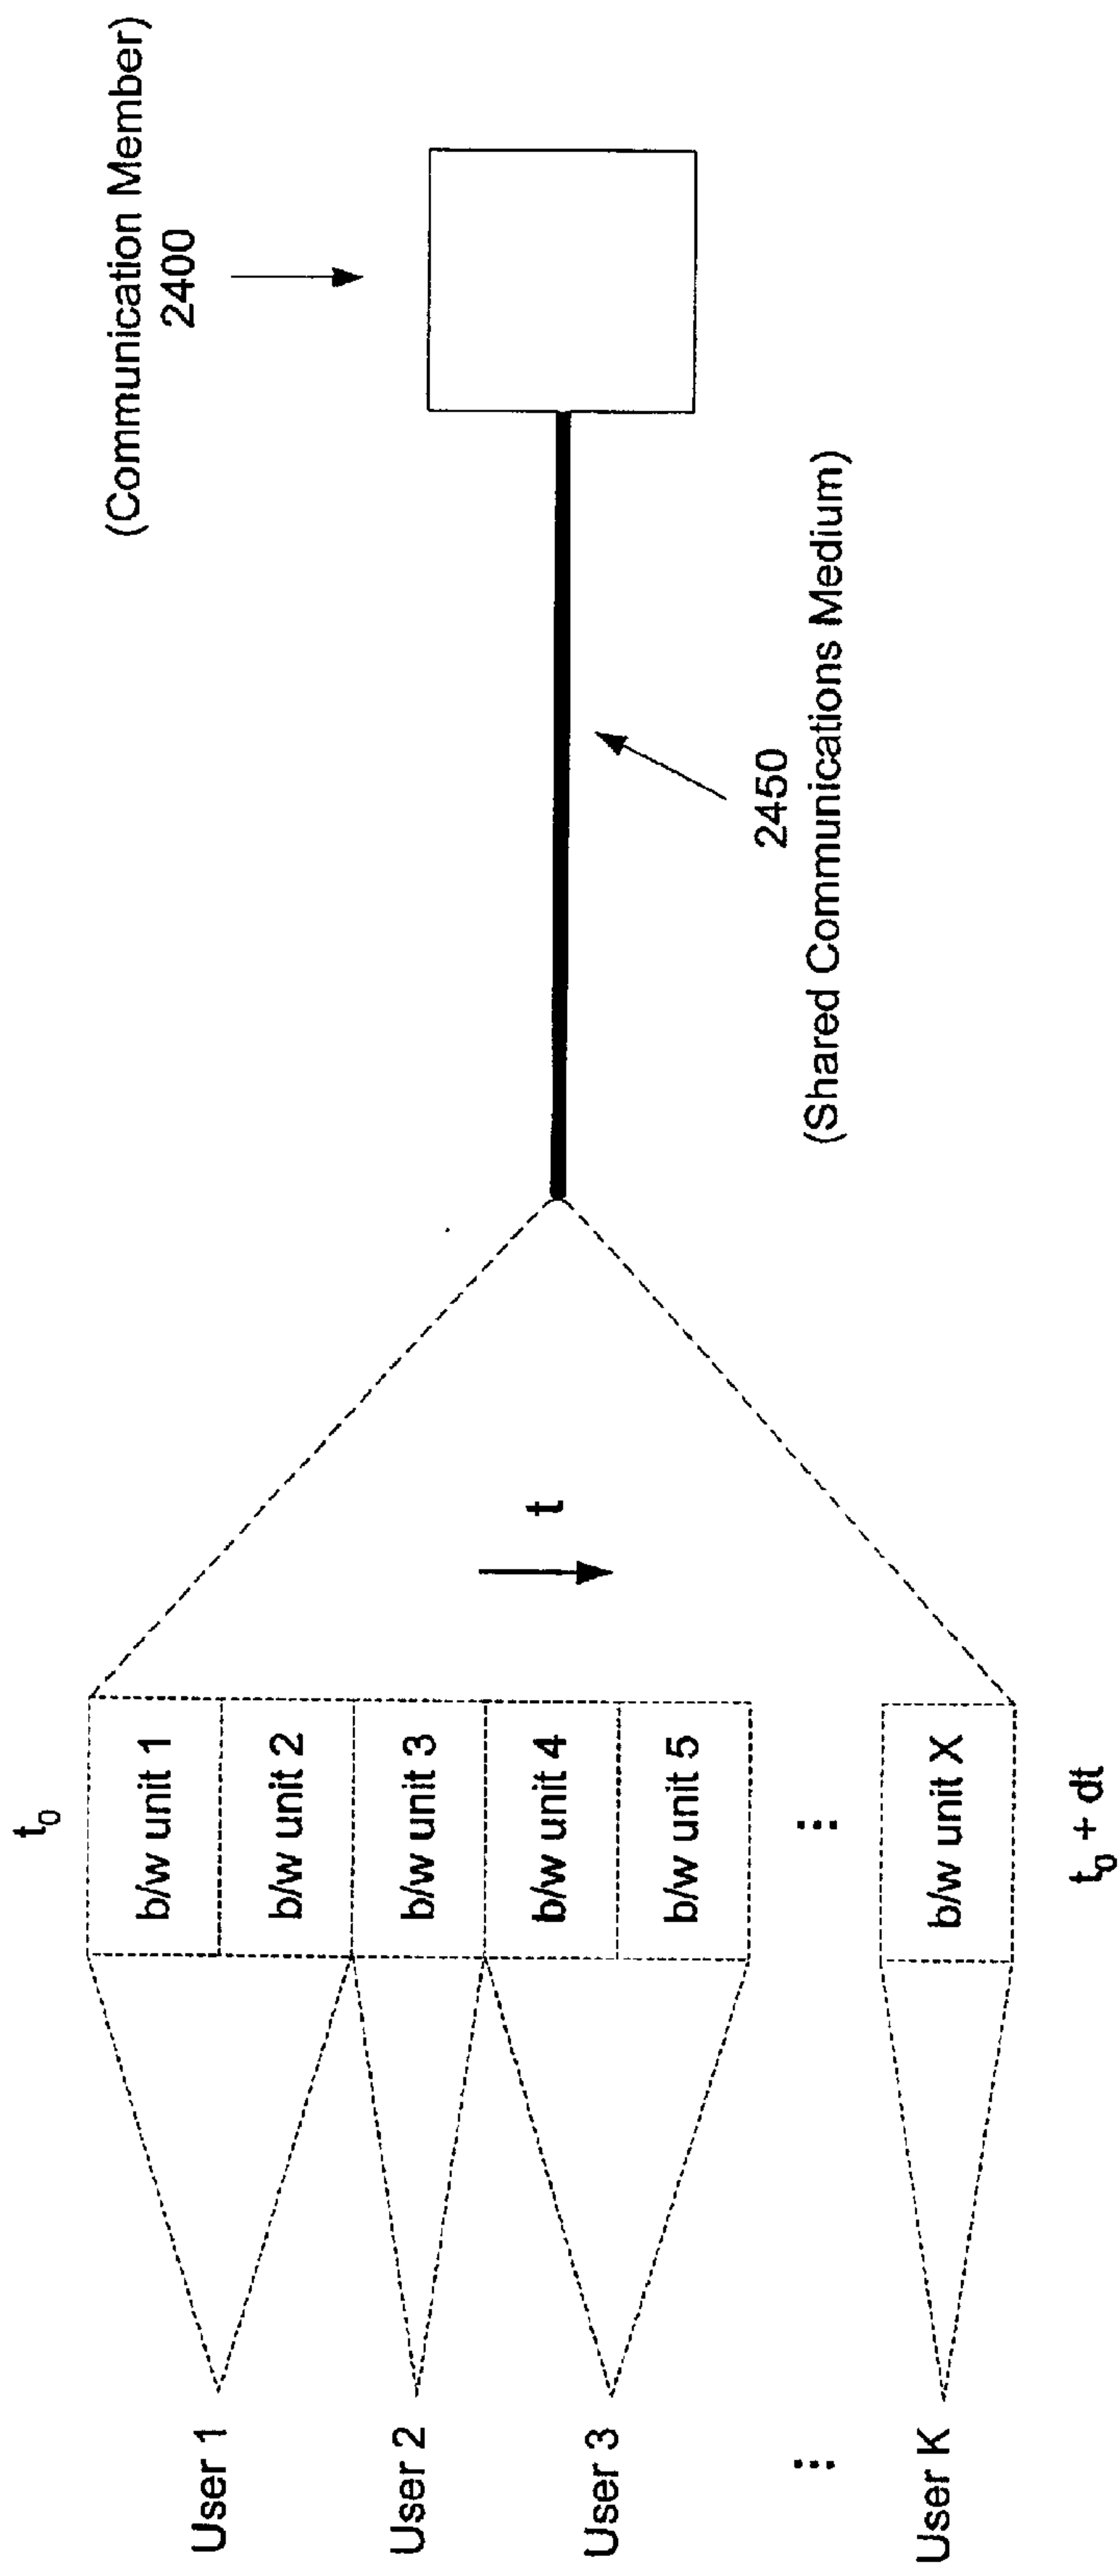 (Communication Member)
2400
2450
(Shared Communications Medium)
t
t₀
b/w unit 1
b/w unit 2
b/w unit 3
b/w unit 4
b/w unit 5
⋮
b/w unit X
t₀ + dt
User 1
User 2
User 3
⋮
User K